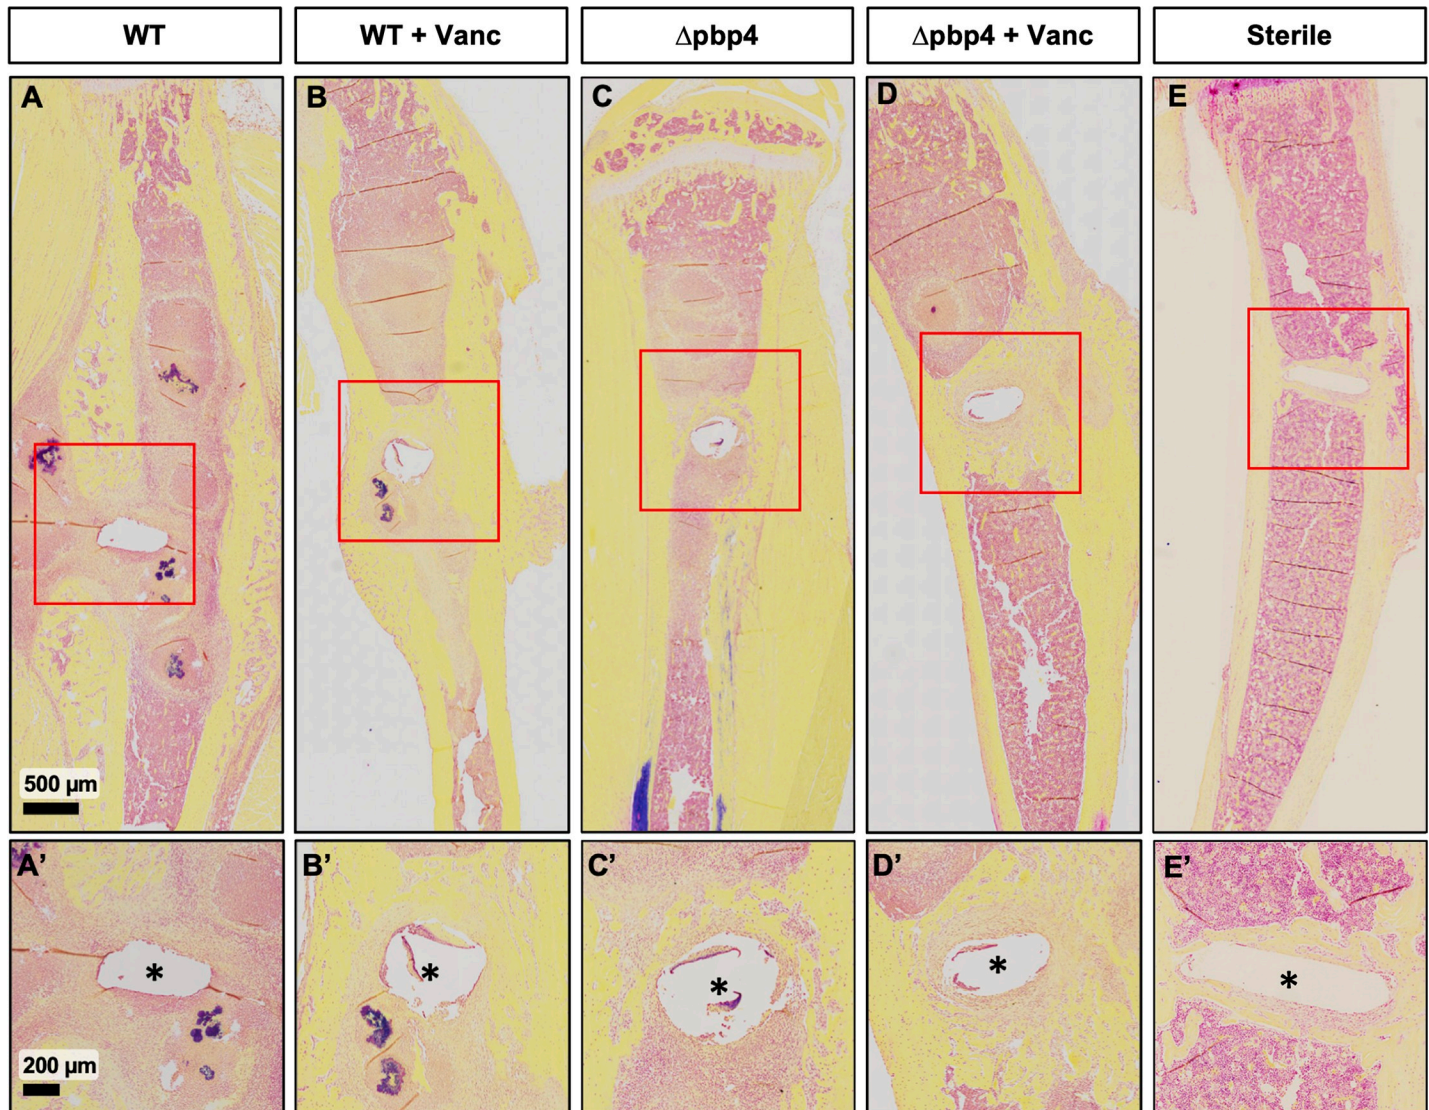 WT
WT + Vanc
Δpbp4
Δpbp4 + Vanc
Sterile
A
B
C
D
E
500 µm
A’
B’
C’
D’
E’
*
*
*
*
*
200 µm